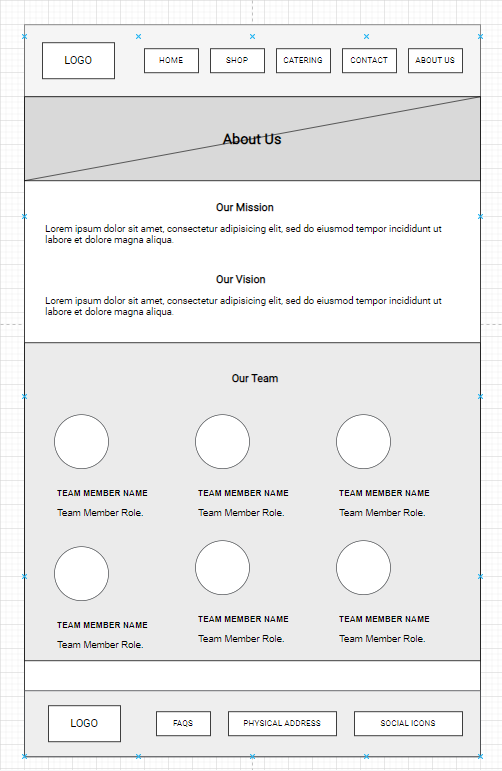 LOGO
HOME
SHOP
CATERING
CONTACT
ABOUT US
About Us
Our Mission
Lorem ipsum dolor sit amet, consectetur adipisicing elit, sed do eiusmod tempor incididunt ut
labore et dolore magna aliqua.
Our Vision
Lorem ipsum dolor sit amet, consectetur adipisicing elit, sed do eiusmod tempor incididunt ut
labore et dolore magna aliqua.
Our Team
TEAM MEMBER NAME
Team Member Role.
TEAM MEMBER NAME
Team Member Role.
TEAM MEMBER NAME
Team Member Role.
TEAM MEMBER NAME
Team Member Role.
TEAM MEMBER NAME
Team Member Role.
TEAM MEMBER NAME
Team Member Role.
LOGO
FAQS
PHYSICAL ADDRESS
SOCIAL ICONS